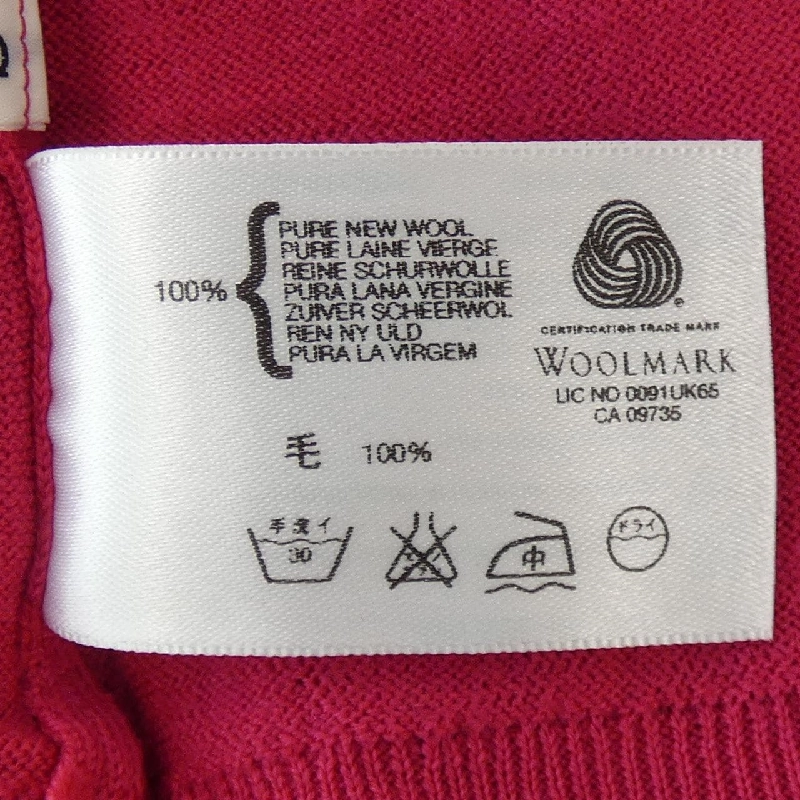 100%
PURE NEW WOOL
PURE LAINE VIERGE
REINE SCHURWOLLE
PURA LANA VERGINE
ZUIVER SCHEERWOL
REN NY ULD
PURA LA VIRGEM
®
CERTIFICATION TRADE MARK
WOOLMARK
LIC NO 0091UK65
CA 09735
毛 100%
手洗イ
30
中
ドライ